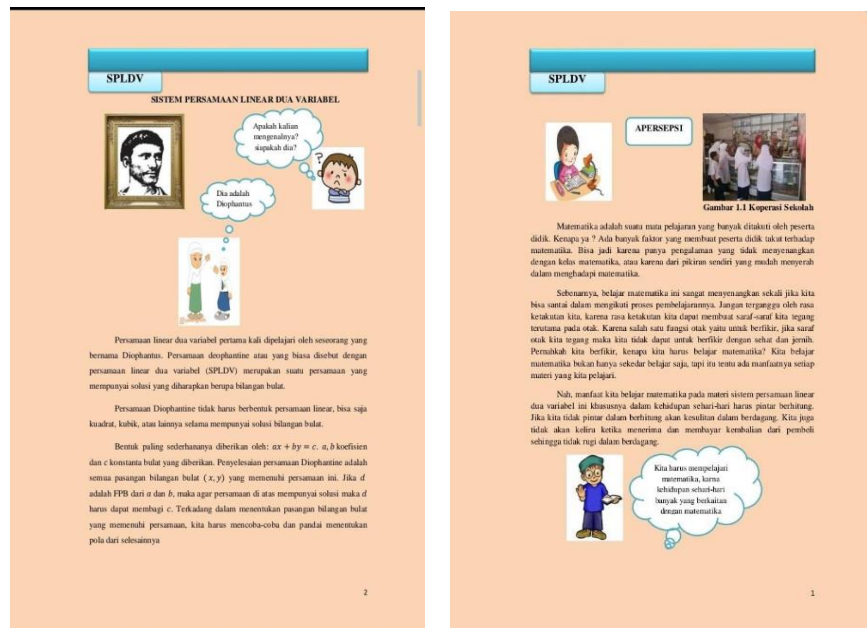 SPLDV
SISTEM PERSAMAAN LINEAR DUA VARIABEL
Apakah kalian
mengenalnya?
siapakah dia?
?
Dia adalah
Diophantus
Persamaan linear dua variabel pertama kali dipelajari oleh seseorang yang
bernama Diophantus. Persamaan deophantine atau yang biasa disebut dengan
persamaan linear dua variabel (SPLDV) merupakan suatu persamaan yang
mempunyai solusi yang diharapkan berupa bilangan bulat.
Persamaan Diophantine tidak harus berbentuk persamaan linear, bisa saja
kuadrat, kubik, atau lainnya selama mempunyai solusi bilangan bulat.
Bentuk paling sederhananya diberikan oleh: ax + by = c. a, b koefisien
dan c konstanta bulat yang diberikan. Penyelesaian persamaan Diophantine adalah
semua pasangan bilangan bulat (x, y) yang memenuhi persamaan ini. Jika d
adalah FPB dari a dan b, maka agar persamaan di atas mempunyai solusi maka d
harus dapat membagi c. Terkadang dalam menentukan pasangan bilangan bulat
yang memenuhi persamaan, kita harus mencoba-coba dan pandai menentukan
pola dari selesainnya
2
SPLDV
APERSEPSI
Gambar 1.1 Koperasi Sekolah
Matematika adalah suatu mata pelajaran yang banyak ditakuti oleh peserta
didik. Kenapa ya ? Ada banyak faktor yang membuat peserta didik takut terhadap
matematika. Bisa jadi karena punya pengalaman yang tidak menyenangkan
dengan kelas matematika, atau karena dari pikiran sendiri yang mudah menyerah
dalam menghadapi matematika.
Sebenarnya, belajar matematika ini sangat menyenangkan sekali jika kita
bisa santai dalam mengikuti proses pembelajarannya. Jangan terganggu oleh rasa
ketakutan kita, karena rasa ketakutan kita dapat membuat saraf-saraf kita tegang
terutama pada otak. Karena salah satu fungsi otak yaitu untuk berfikir, jika saraf
otak kita tegang maka kita tidak dapat untuk berfikir dengan sehat dan jernih.
Pernahkah kita berfikir, kenapa kita harus belajar matematika? Kita belajar
matematika bukan hanya sekedar belajar saja, tapi itu tentu ada manfaatnya setiap
materi yang kita pelajari.
Nah, manfaat kita belajar matematika pada materi sistem persamaan linear
dua variabel ini khususnya dalam kehidupan sehari-hari harus pintar berhitung.
Jika kita tidak pintar dalam berhitung akan kesulitan dalam berdagang. Kita juga
tidak akan keliru ketika menerima dan membayar kembalian dari pembeli
sehingga tidak rugi dalam berdagang.
Kita harus mempelajari
matematika, karna
kehidupan sehari-hari
banyak yang berkaitan
dengan matematika
1